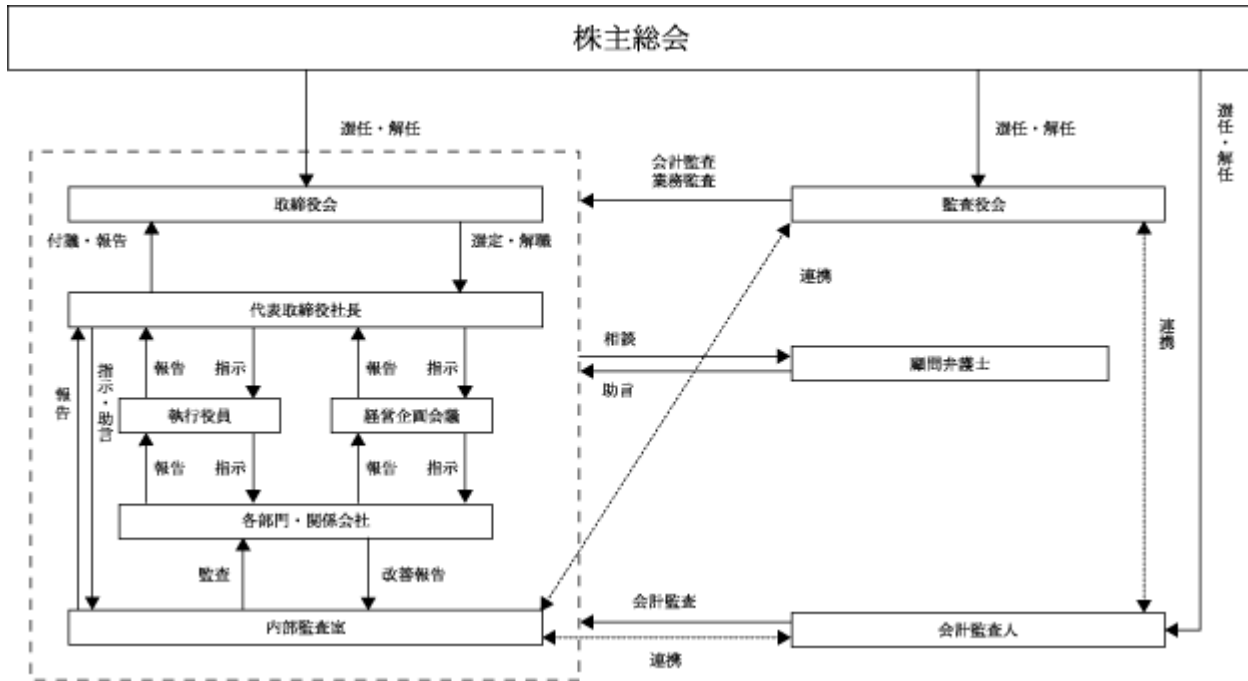 株主総会
選任・解任
選任・解任
選任・解任
会計監査
業務監査
取締役会
監査役会
付議・報告
選定・解職
連携
代表取締役社長
相談
連携
報告
指示
報告
指示
顧問弁護士
報告
指示・助言
助言
執行役員
経営企画会議
報告
指示
報告
指示
各部門・関係会社
監査
改善報告
会計監査
内部監査室
会計監査人
連携